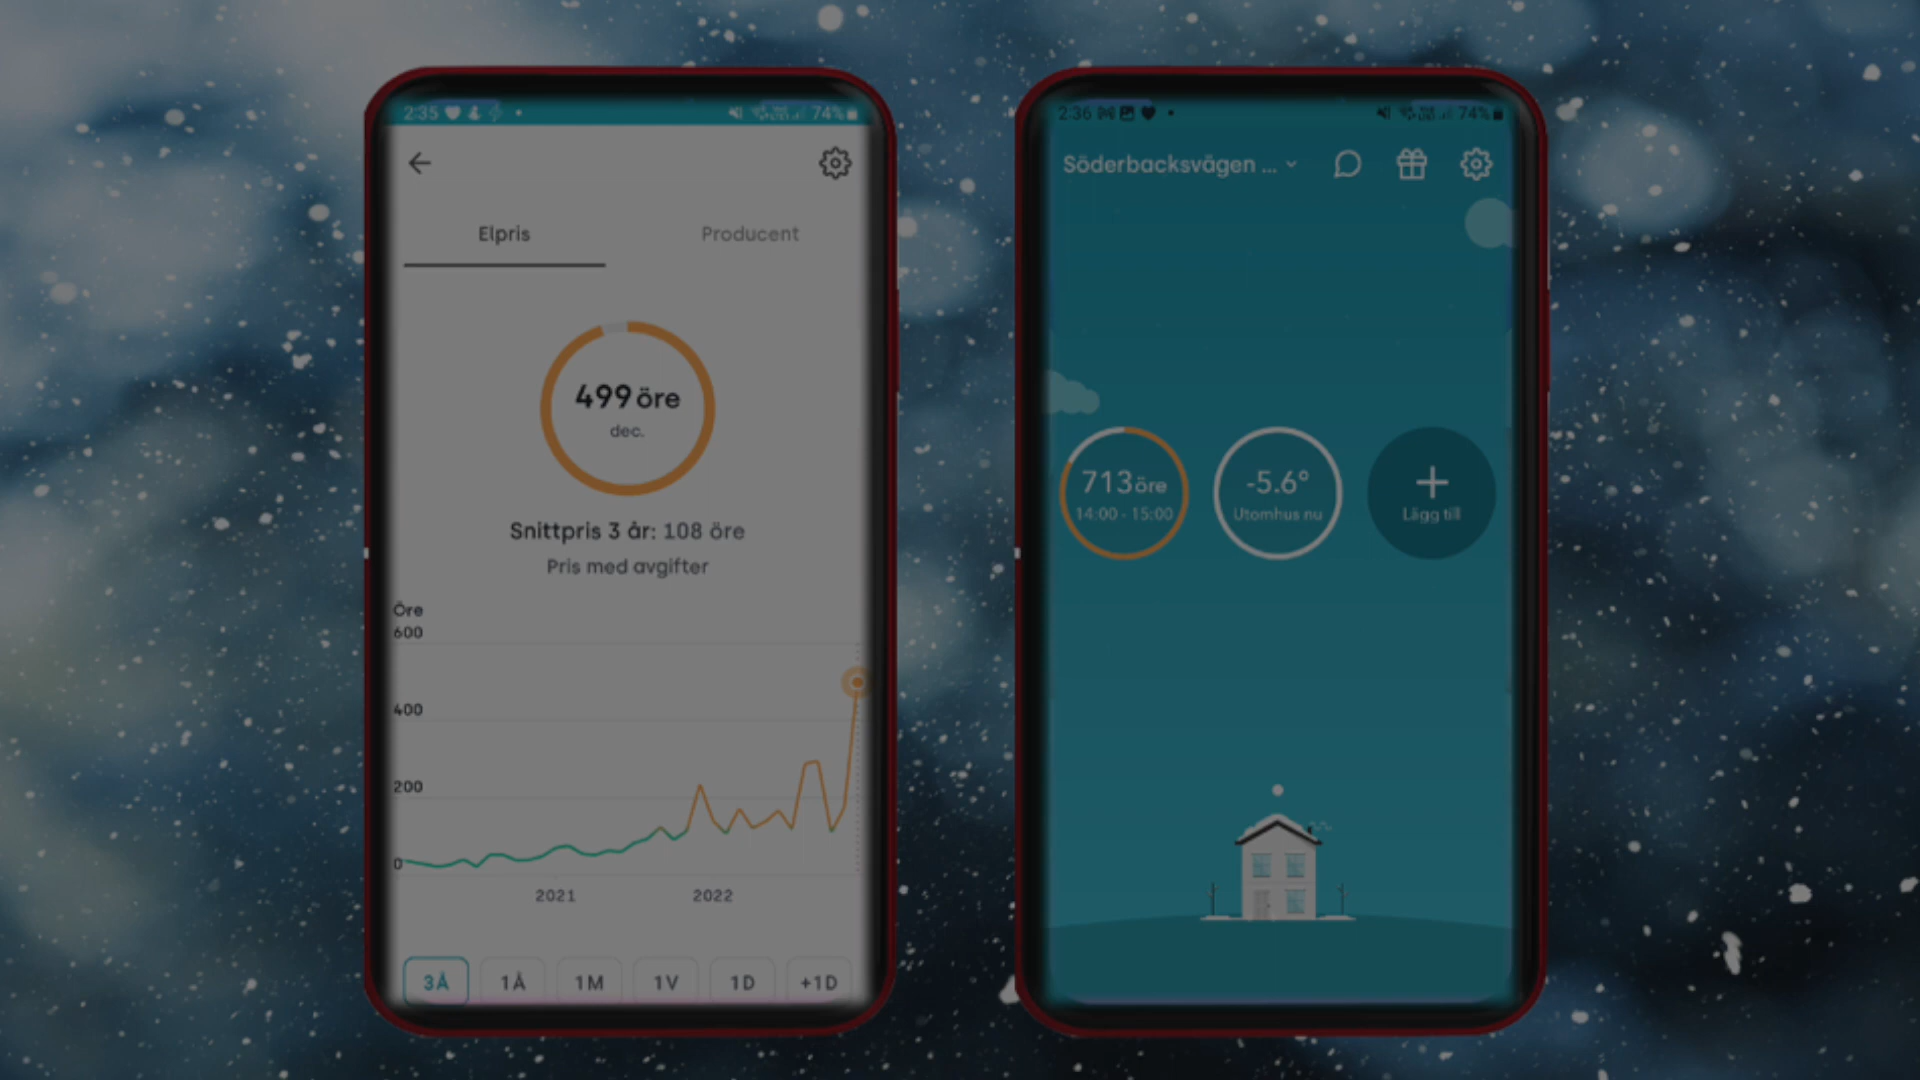 2:35
74%
Elpris
Producent
499 öre
dec.
Snittpris 3 år: 108 öre
Pris med avgifter
Öre
600
400
200
0
2021
2022
3Å
1Å
1M
1V
1D
+1D
2:36
74%
Söderbacksvägen ...
713 öre
14:00 - 15:00
-5.6°
Utomhus nu
+
Lägg till